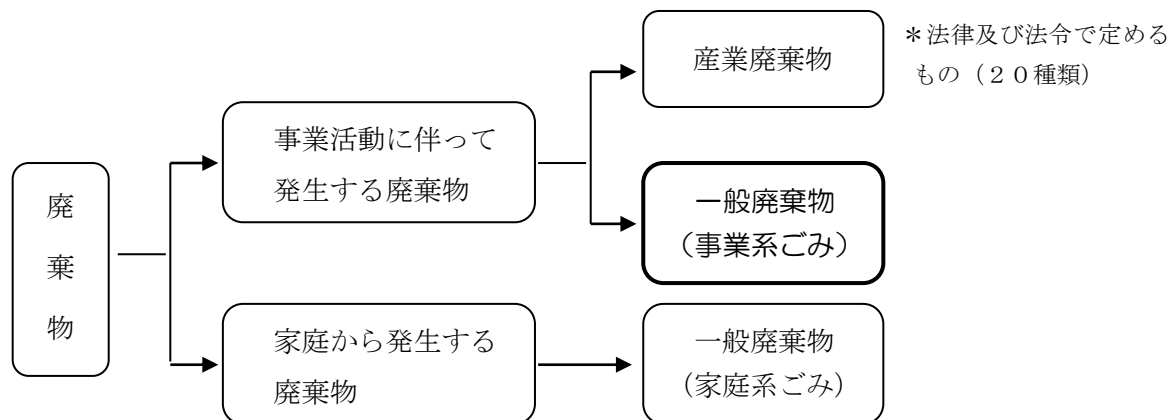 廃
棄
物
事業活動に伴って
発生する廃棄物
産業廃棄物
＊法律及び法令で定める
もの（２０種類）
一般廃棄物
（事業系ごみ）
家庭から発生する
廃棄物
一般廃棄物
（家庭系ごみ）